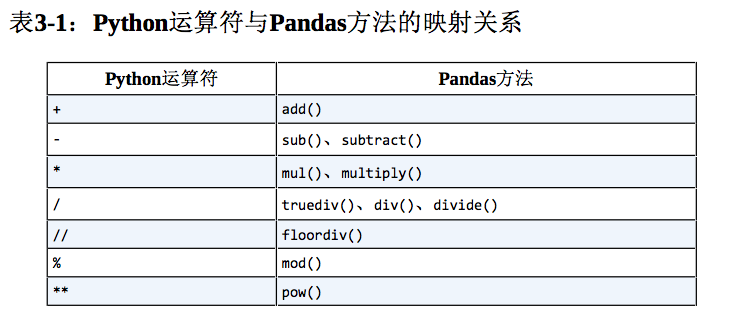 表3-1：Python运算符与Pandas方法的映射关系
Python运算符 Pandas方法
+ add()
- sub()、subtract()
* mul()、multiply()
/ truediv()、div()、divide()
// floordiv()
% mod()
** pow()